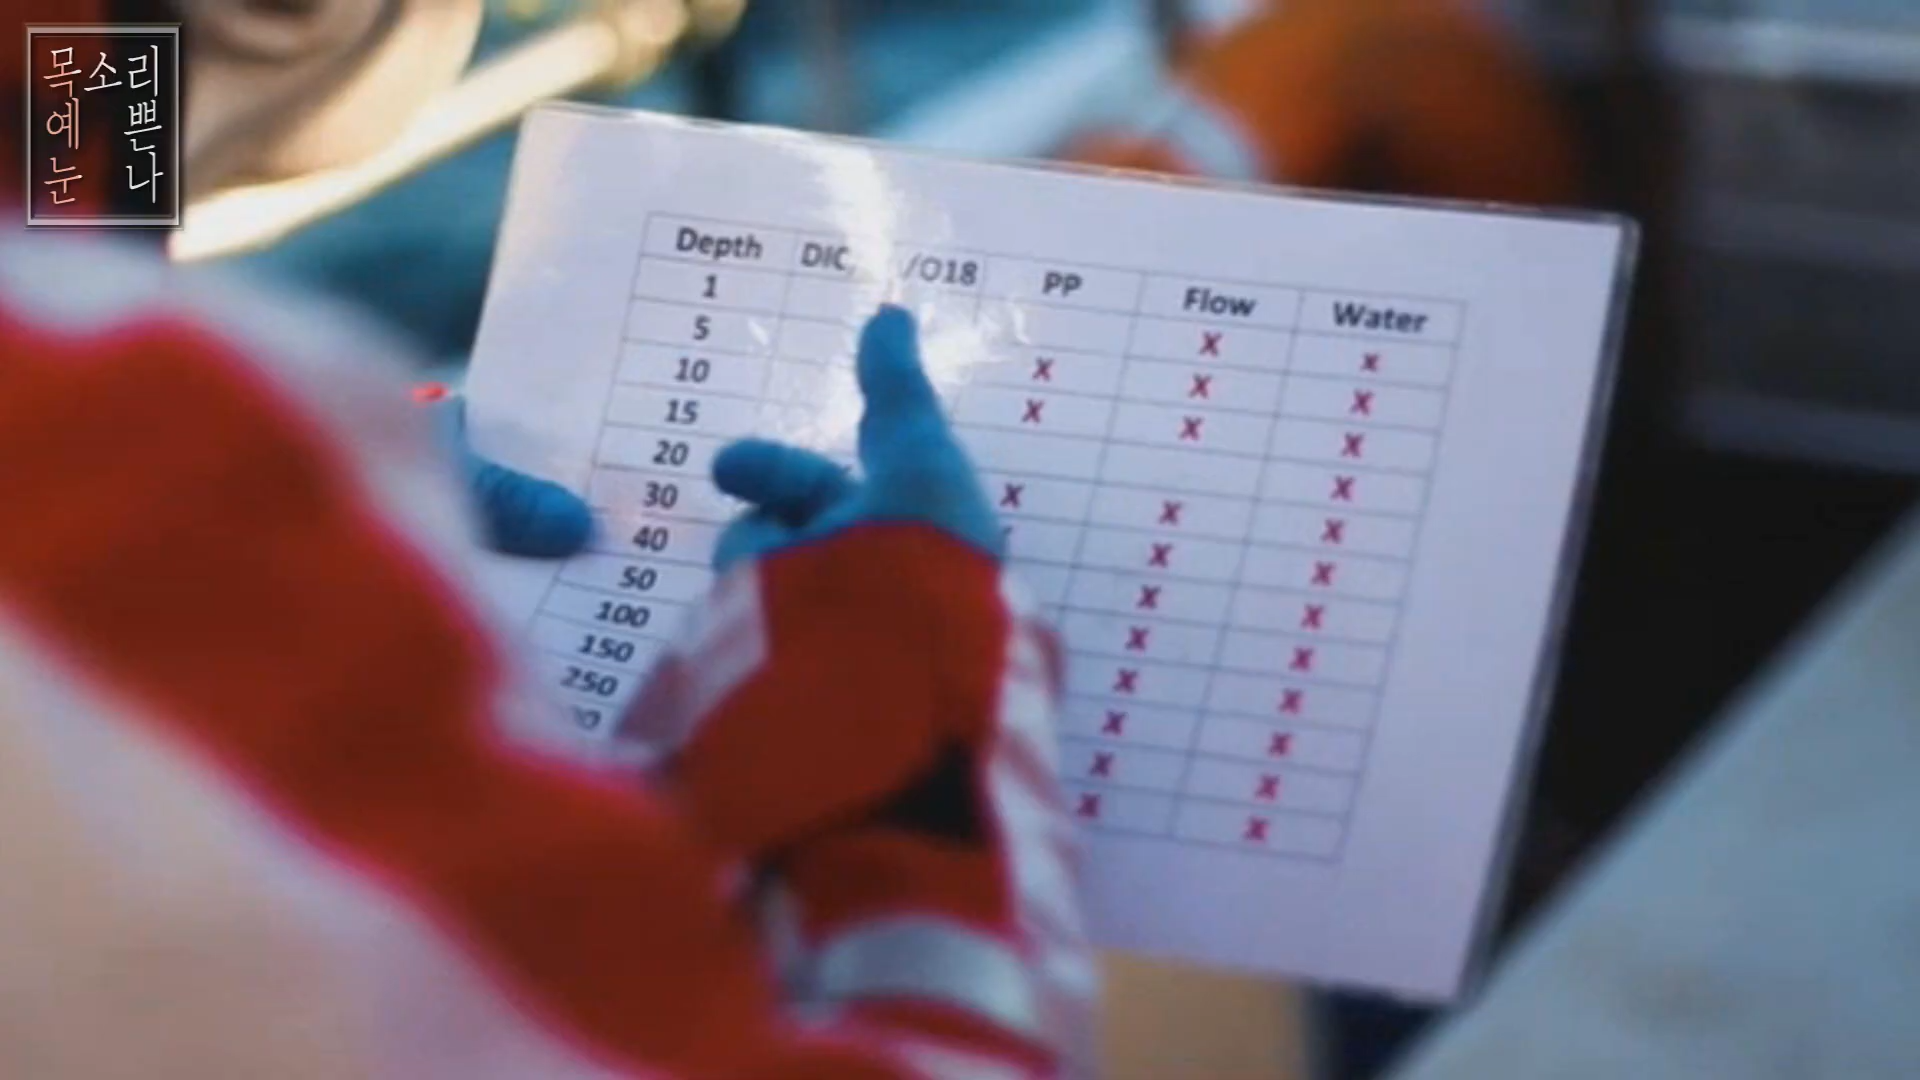 목소리
예쁜
눈나
Depth DIC, /O18 PP Flow Water
1 X x
5 X X X
10 X X X
15 X
20 X X X
30 X X
40 X X
50 X X
100 X X
150 X X
250 X X
X X